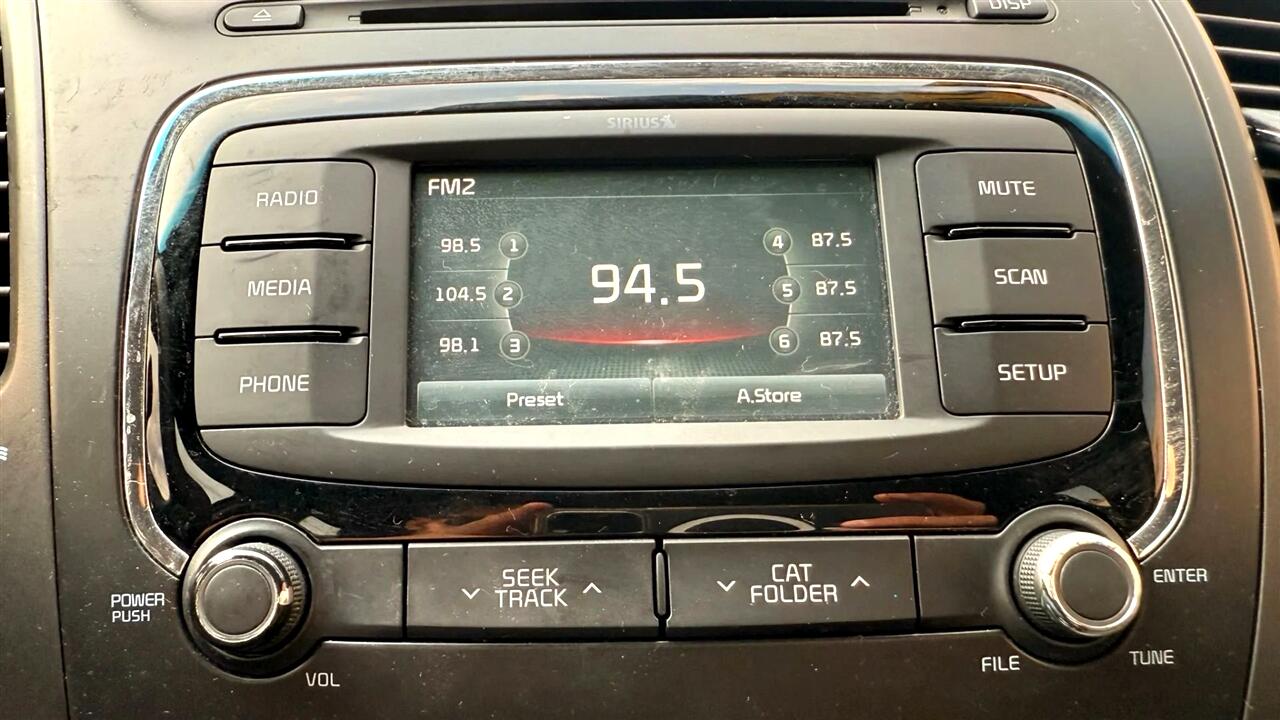 DISP
SIRIUS
RADIO
MEDIA
PHONE
FM2
98.5 1
104.5 2
98.1 3
94.5
4 87.5
5 87.5
6 87.5
Preset
A.Store
MUTE
SCAN
SETUP
POWER
PUSH
VOL
SEEK
TRACK
CAT
FOLDER
ENTER
FILE
TUNE